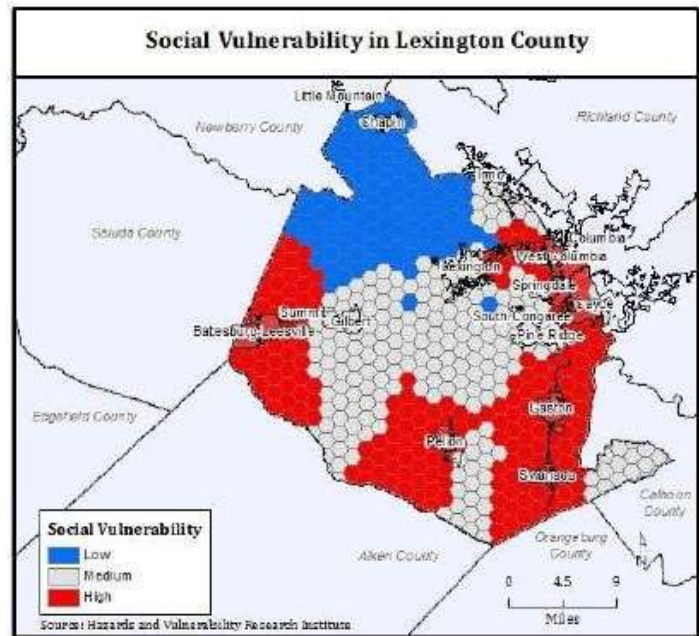 Social Vulnerability in Lexington County
Little Mountain
Chapin
Newberry County
Richland County
Irmo
Saluda County
Columbia
West Columbia
Lexington
Springdale
Cayce
Summit
Gilbert
South Congaree
Batesburg-Leesville
Pine Ridge
Edgefield County
Gaston
Pelion
Swansea
Calhoun
County
Social Vulnerability
Low
Medium
High
Aiken County
Orangeburg
County
N
0 4.5 9
Miles
Source: Hazards and Vulnerability Research Institute